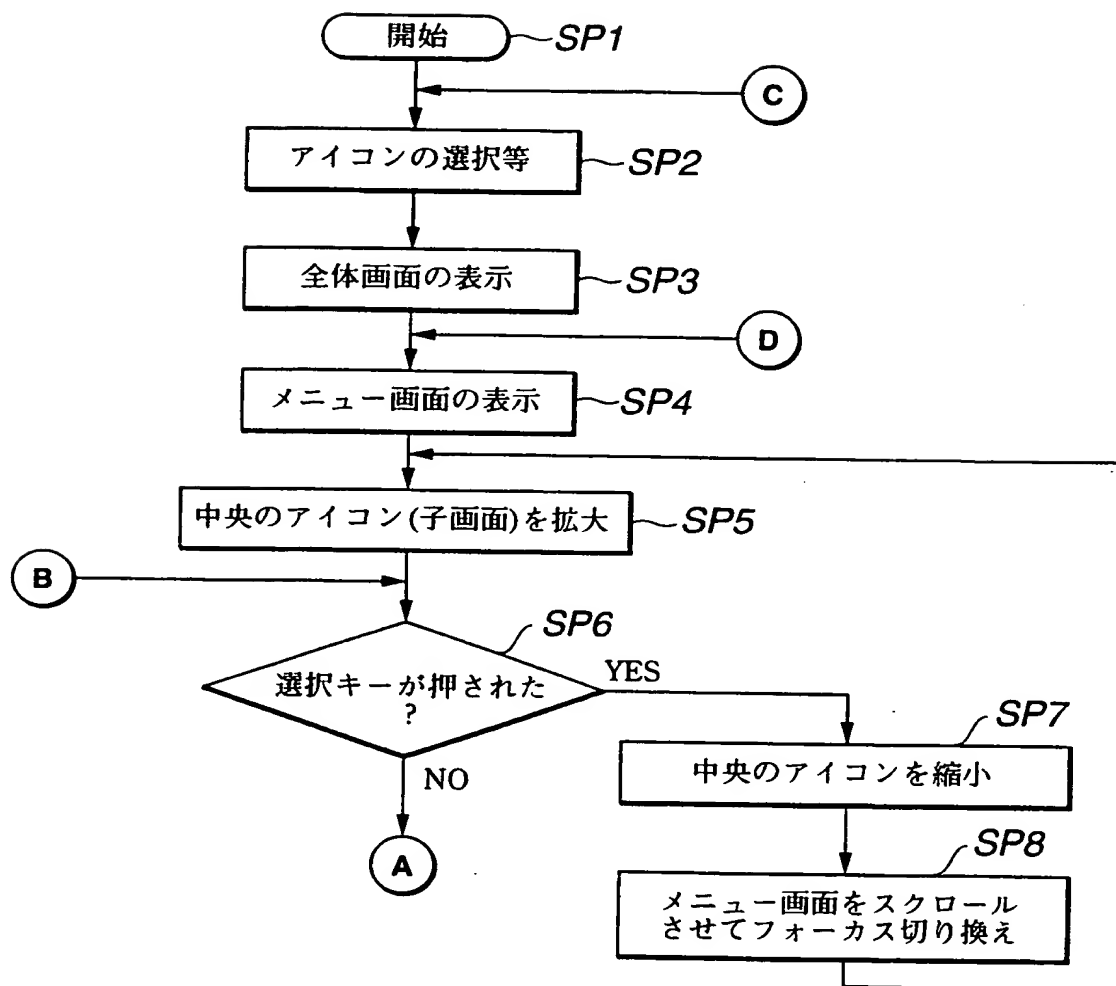 開始
SP1
C
アイコンの選択等
SP2
全体画面の表示
SP3
D
メニュー画面の表示
SP4
中央のアイコン(子画面)を拡大
SP5
B
SP6
選択キーが押された
?
YES
NO
A
SP7
中央のアイコンを縮小
SP8
メニュー画面をスクロール
させてフォーカス切り換え